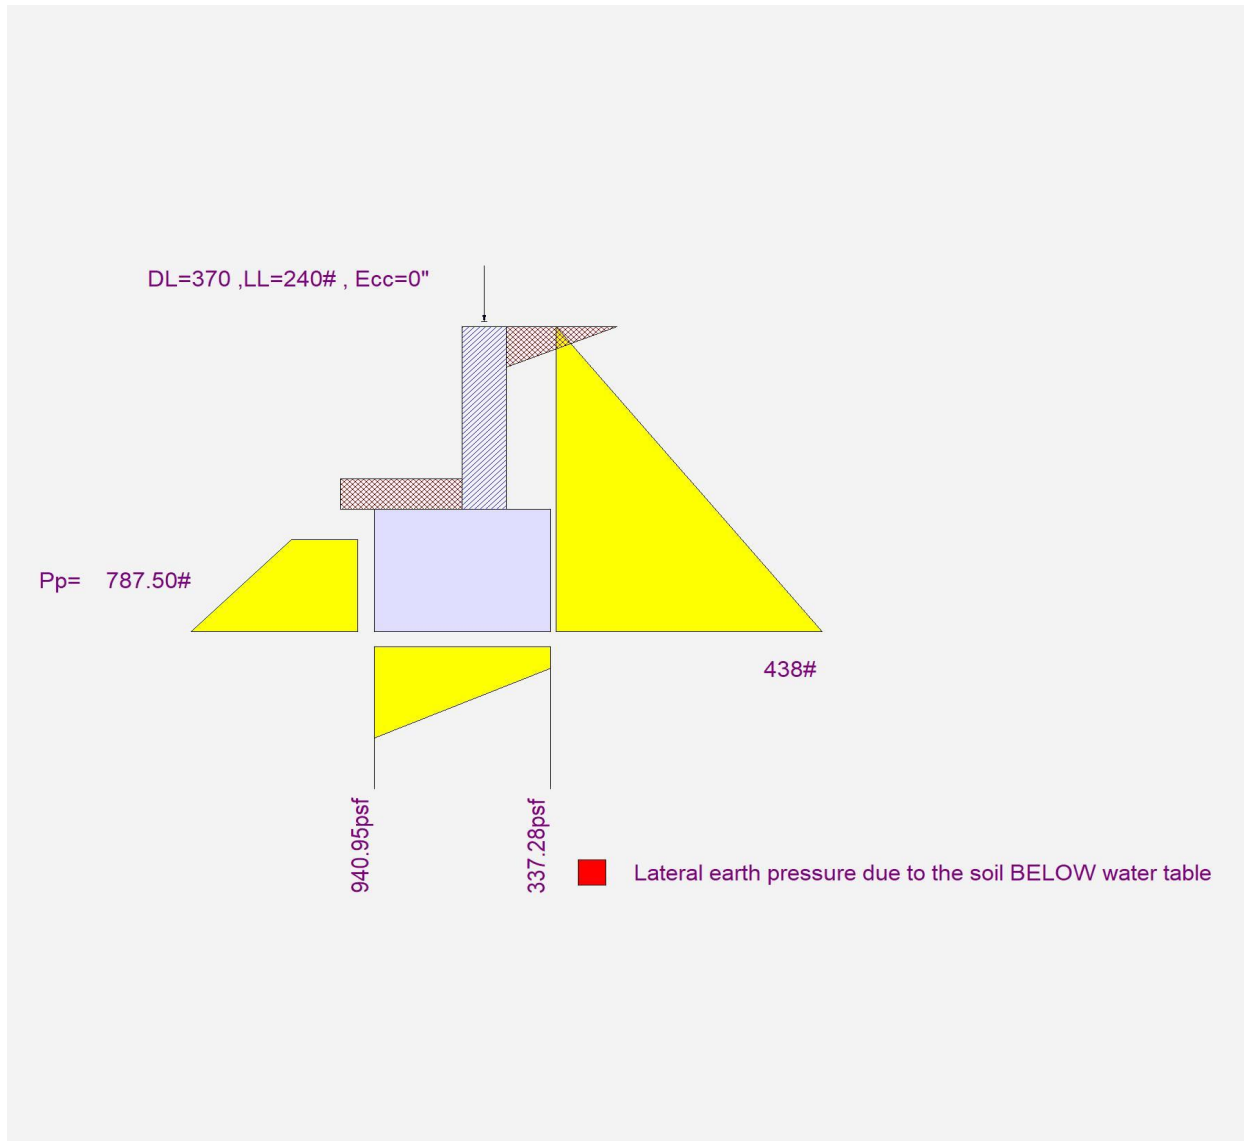 DL=370 ,LL=240# , Ecc=0"
Pp= 787.50#
438#
940.95psf
337.28psf
Lateral earth pressure due to the soil BELOW water table